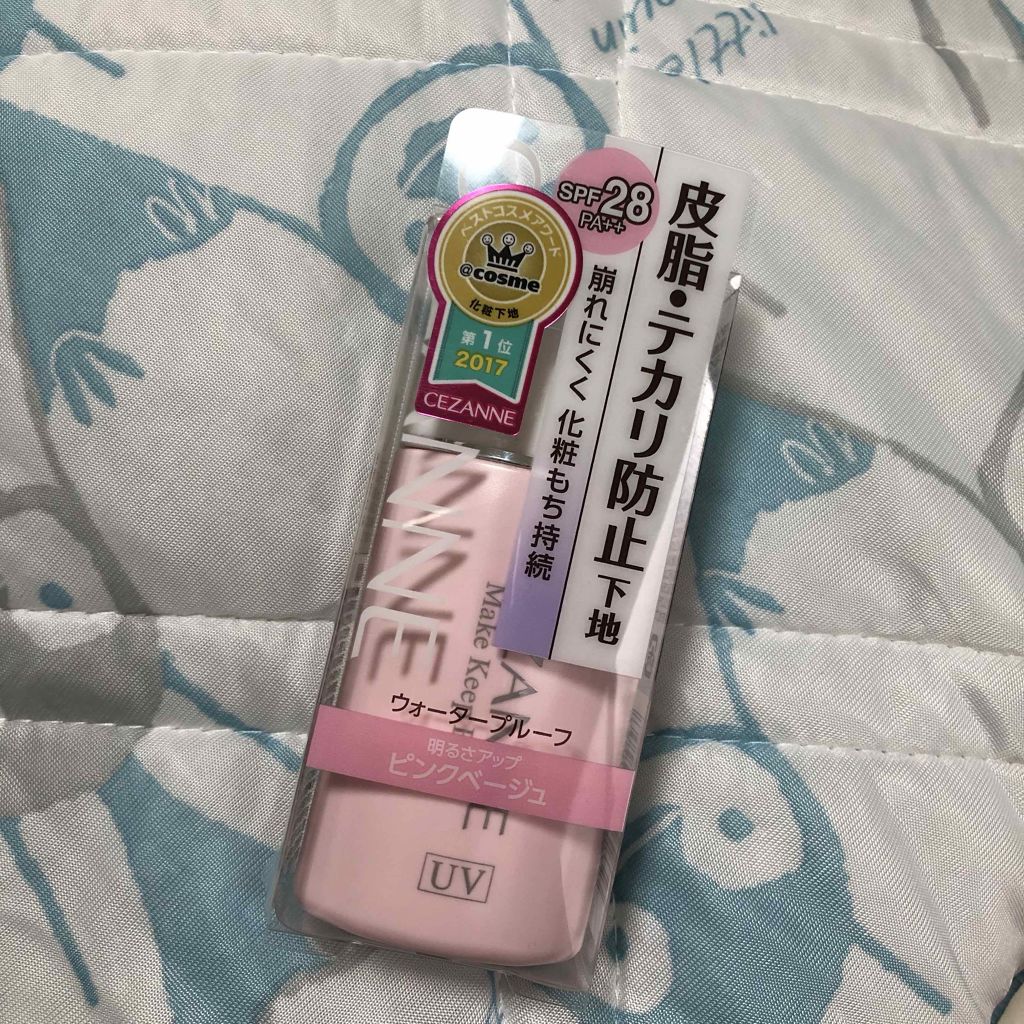 SPF28
PA++
皮脂・テカリ防止下地
崩れにくく 化粧もち持続
ベストコスメアワード
@cosme
化粧下地
第1位
2017
CEZANNE
NNE
Make Keep
ウォータープルーフ
明るさアップ
ピンクベージュ
UV